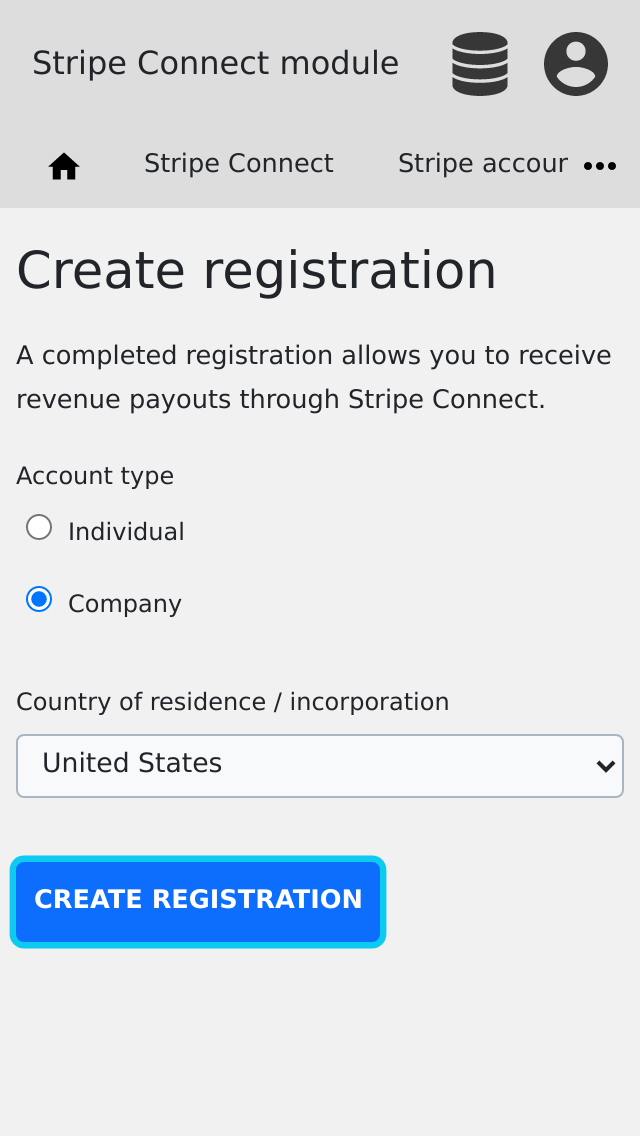 Stripe Connect module
Stripe Connect
Stripe accour
Create registration
A completed registration allows you to receive
revenue payouts through Stripe Connect.
Account type
Individual
Company
Country of residence / incorporation
United States
CREATE REGISTRATION